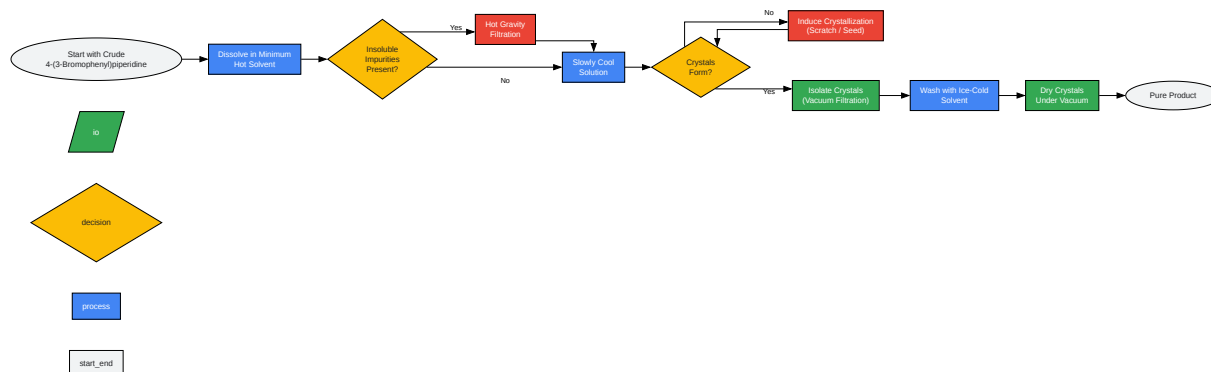 Start with Crude
4-(3-Bromophenyl)piperidine
Dissolve in Minimum
Hot Solvent
Insoluble
Impurities
Present?
Yes
Hot Gravity
Filtration
No
Slowly Cool
Solution
Crystals
Form?
No
Induce Crystallization
(Scratch / Seed)
Yes
Isolate Crystals
(Vacuum Filtration)
Wash with Ice-Cold
Solvent
Dry Crystals
Under Vacuum
Pure Product
io
decision
process
start_end